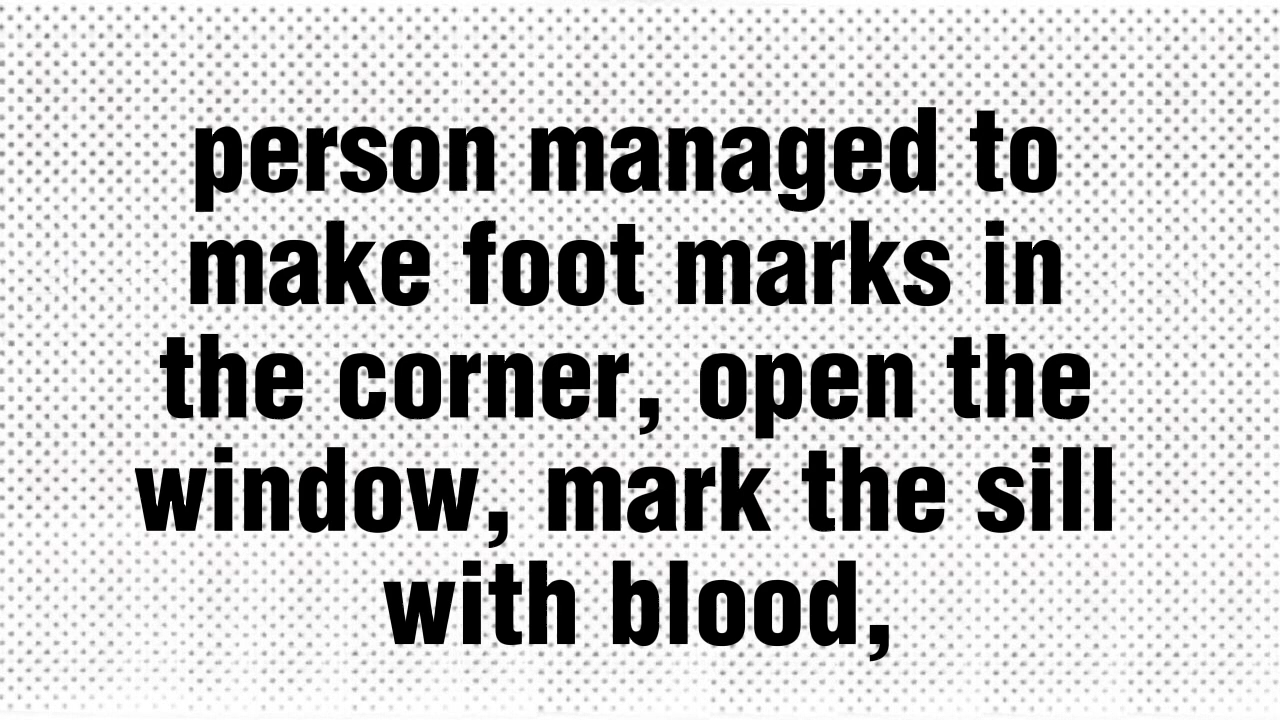 person managed to
make foot marks in
the corner, open the
window, mark the sill
with blood,